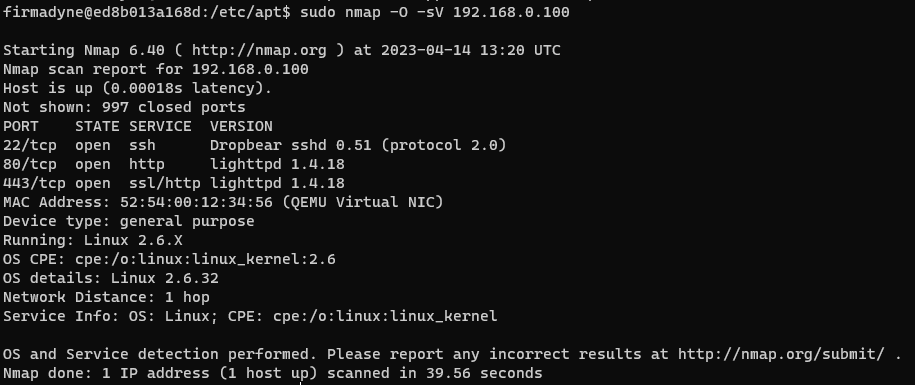 firmadyne@ed8b013a168d:/etc/apt$ sudo nmap -O -sV 192.168.0.100
Starting Nmap 6.40 ( http://nmap.org ) at 2023-04-14 13:20 UTC
Nmap scan report for 192.168.0.100
Host is up (0.00018s latency).
Not shown: 997 closed ports
PORT    STATE SERVICE  VERSION
22/tcp  open  ssh      Dropbear sshd 0.51 (protocol 2.0)
80/tcp  open  http     lighttpd 1.4.18
443/tcp open  ssl/http lighttpd 1.4.18
MAC Address: 52:54:00:12:34:56 (QEMU Virtual NIC)
Device type: general purpose
Running: Linux 2.6.X
OS CPE: cpe:/o:linux:linux_kernel:2.6
OS details: Linux 2.6.32
Network Distance: 1 hop
Service Info: OS: Linux; CPE: cpe:/o:linux:linux_kernel
OS and Service detection performed. Please report any incorrect results at http://nmap.org/submit/ .
Nmap done: 1 IP address (1 host up) scanned in 39.56 seconds